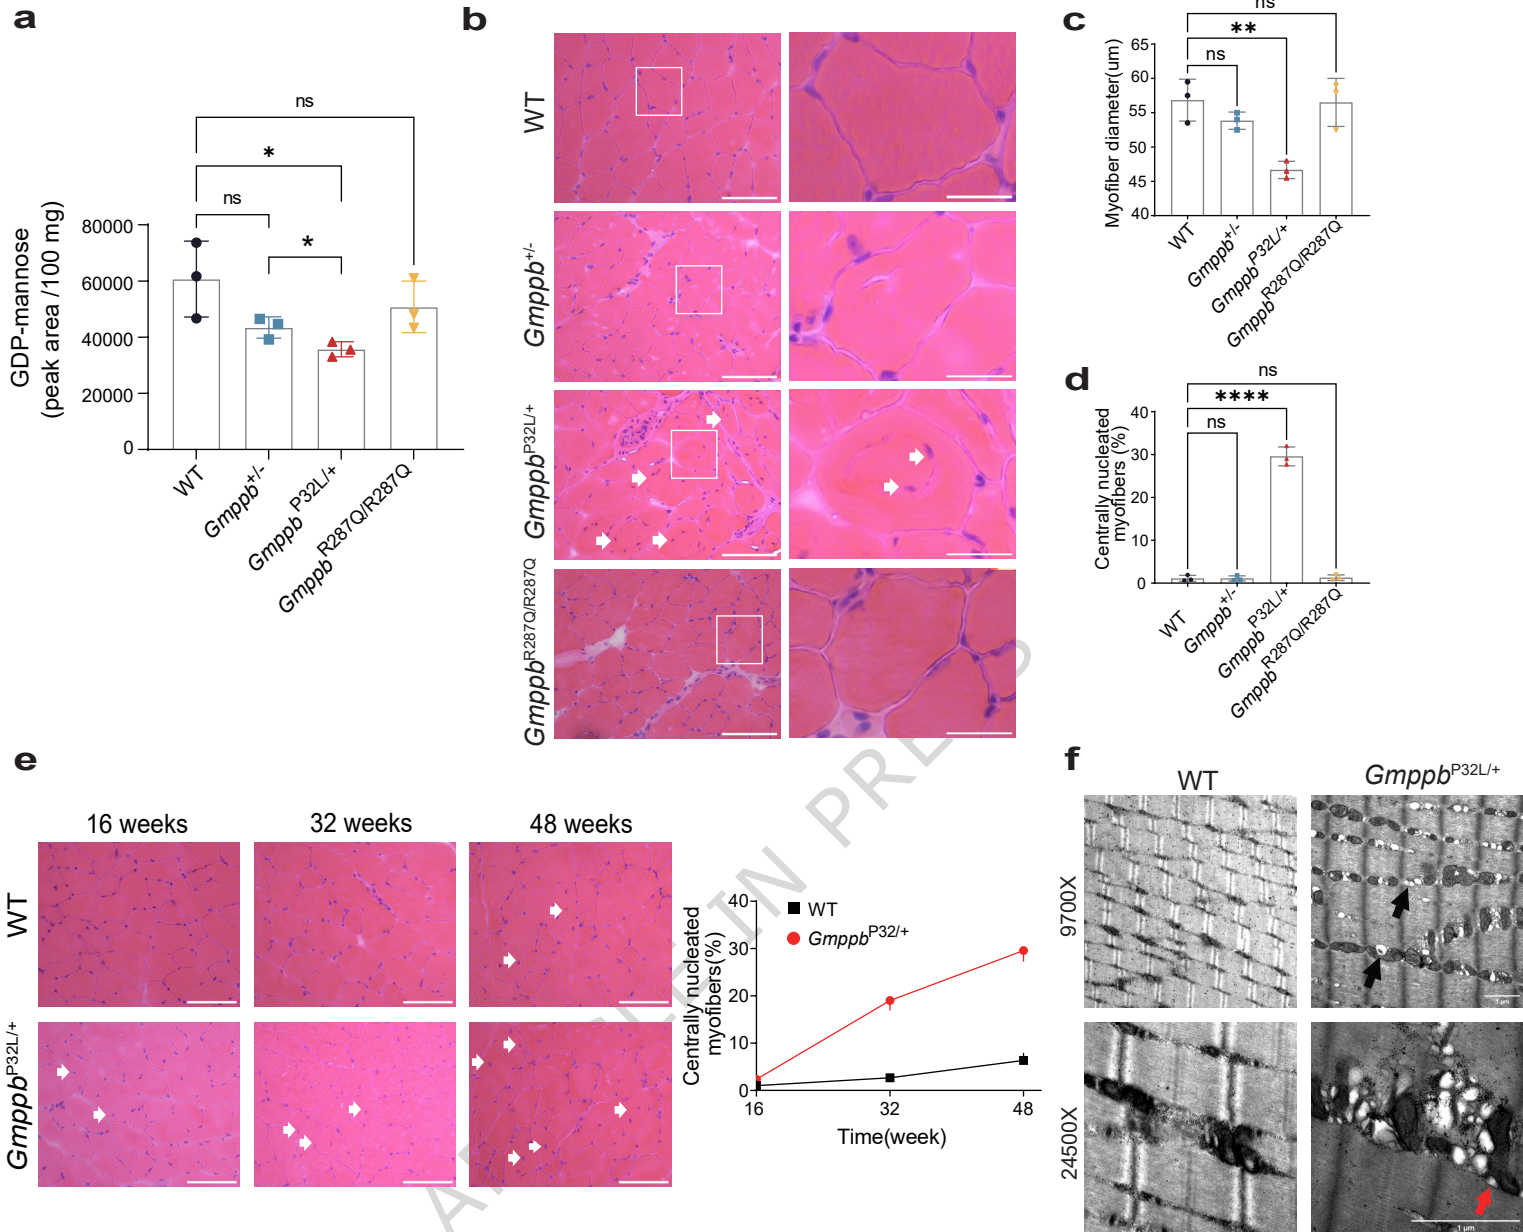 a
ns
*
ns
*
GDP-mannose
(peak area /100 mg)
80000
60000
40000
20000
0
WT
Gmppb+/-
Gmppb P32L/+
Gmppb R287Q/R287Q
b
WT
Gmppb+/-
GmppbP32L/+
GmppbR287Q/R287Q
c
ns
**
ns
Myofiber diameter(um)
65
60
55
50
45
40
WT
Gmppb+/-
Gmppb P32L/+
Gmppb R287Q/R287Q
d
ns
****
ns
Centrally nucleated
myofibers (%)
40
30
20
10
0
WT
Gmppb+/-
Gmppb P32L/+
Gmppb R287Q/R287Q
e
16 weeks
32 weeks
48 weeks
WT
GmppbP32L/+
Centrally nucleated
myofibers(%)
40
30
20
10
0
WT
GmppbP32/+
16
32
48
Time(week)
f
WT
GmppbP32L/+
9700X
24500X
1 μm
1 μm